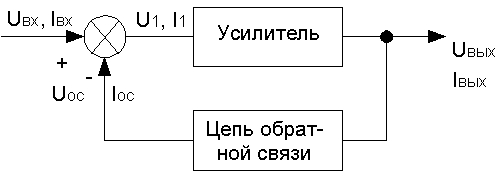 Uвх, Iвх
U1, I1
Усилитель
Uвых
Iвых
+
-
Uос
Iос
Цепь обрат-
ной связи